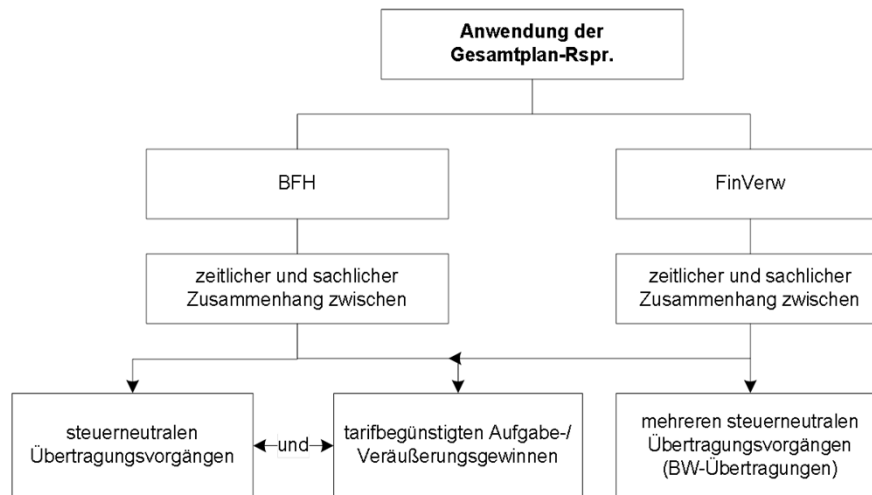 Anwendung der
Gesamtplan-Rspr.
BFH
FinVerw
zeitlicher und sachlicher
Zusammenhang zwischen
zeitlicher und sachlicher
Zusammenhang zwischen
steuerneutralen
Übertragungsvorgängen
und
tarifbegünstigten Aufgabe-/
Veräußerungsgewinnen
mehreren steuerneutralen
Übertragungsvorgängen
(BW-Übertragungen)